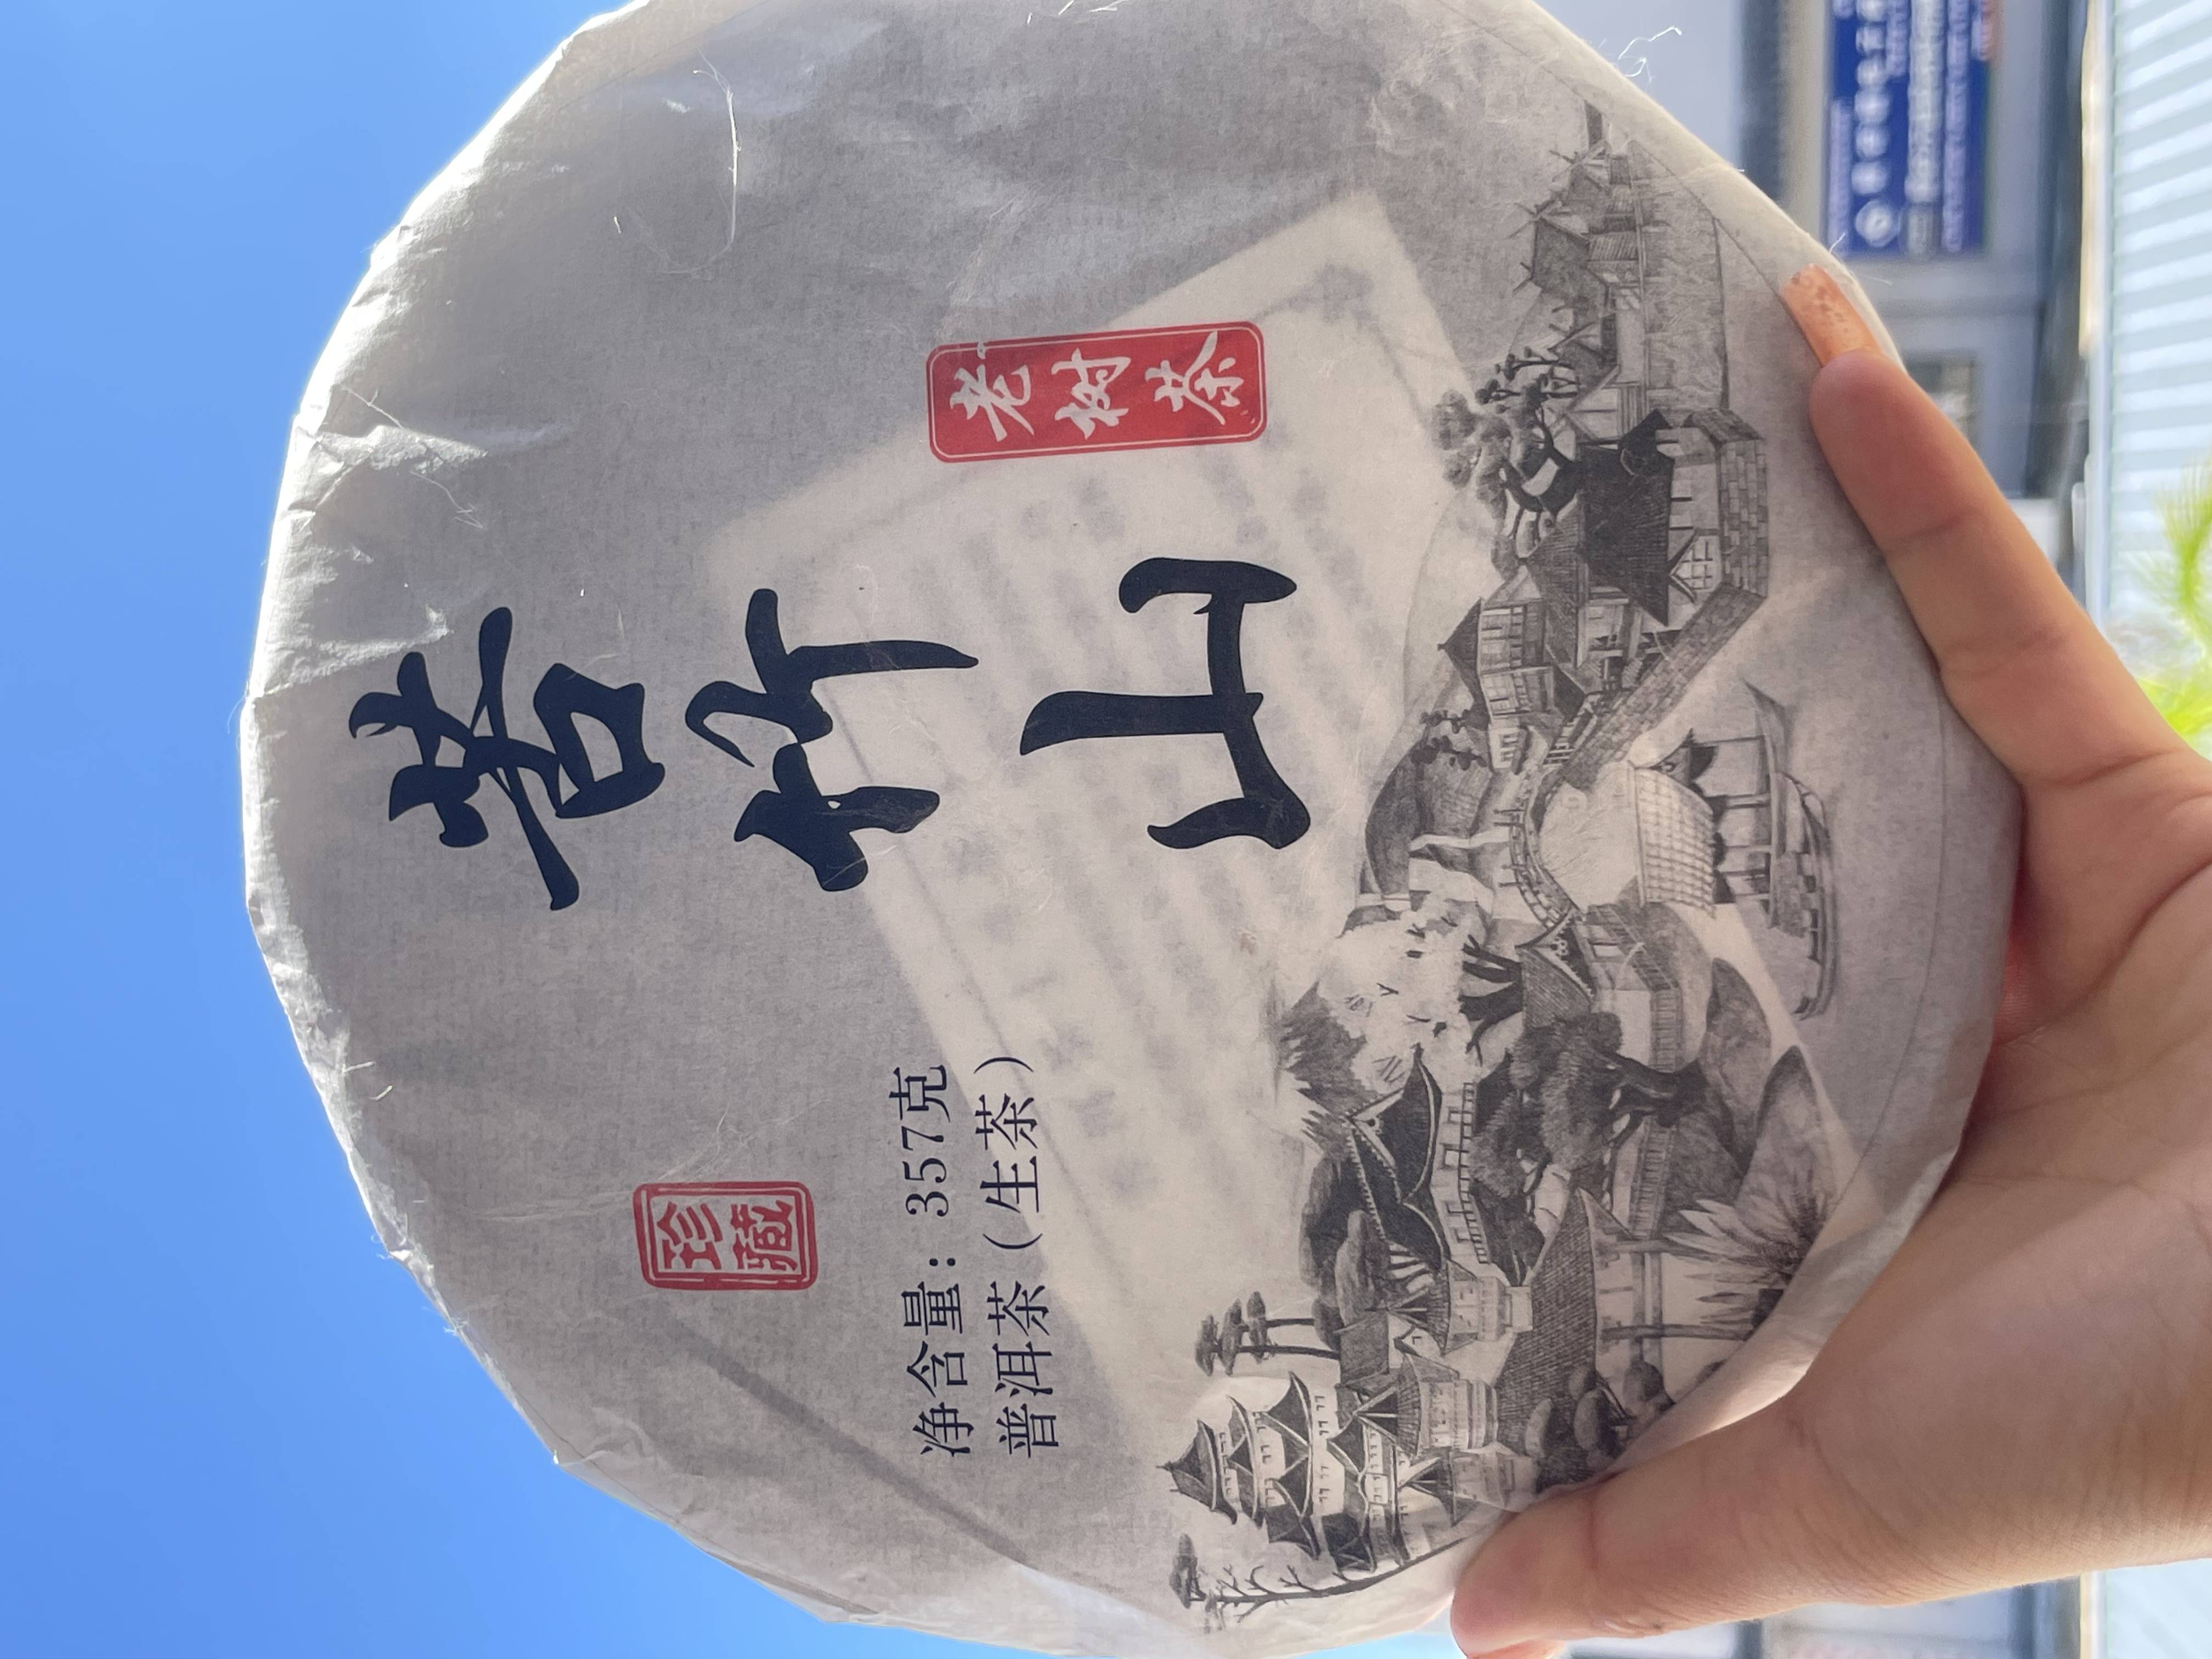 苦竹山
老树茶
珍藏
净含量：357克
普洱茶（生茶）